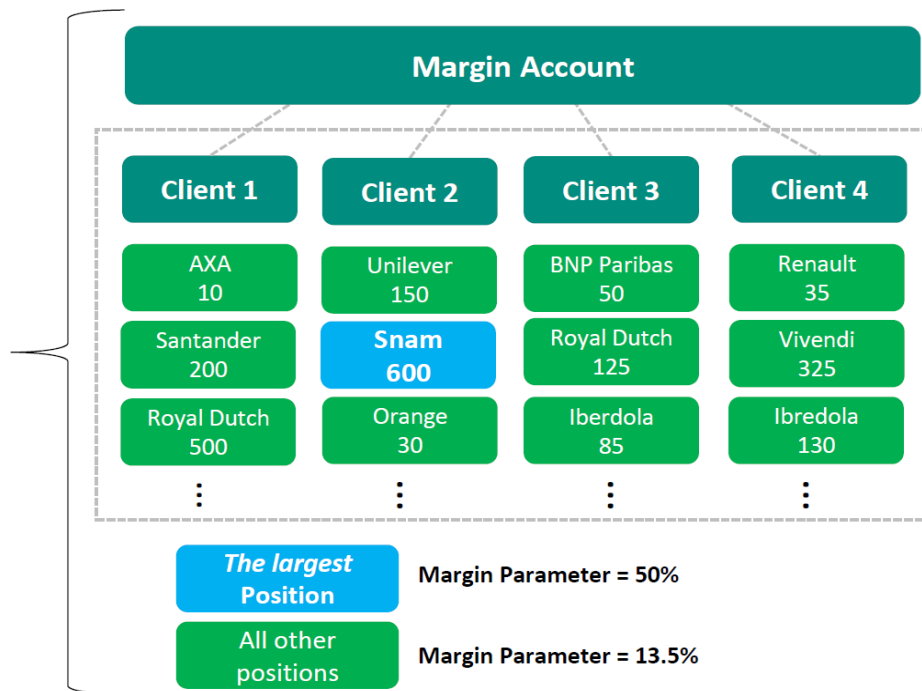 Margin Account
Client 1
Client 2
Client 3
Client 4
AXA
10
Unilever
150
BNP Paribas
50
Renault
35
Santander
200
Snam
600
Royal Dutch
125
Vivendi
325
Royal Dutch
500
Orange
30
Iberdola
85
Ibredola
130
⋮
⋮
⋮
⋮
The largest
Position
Margin Parameter = 50%
All other
positions
Margin Parameter = 13.5%